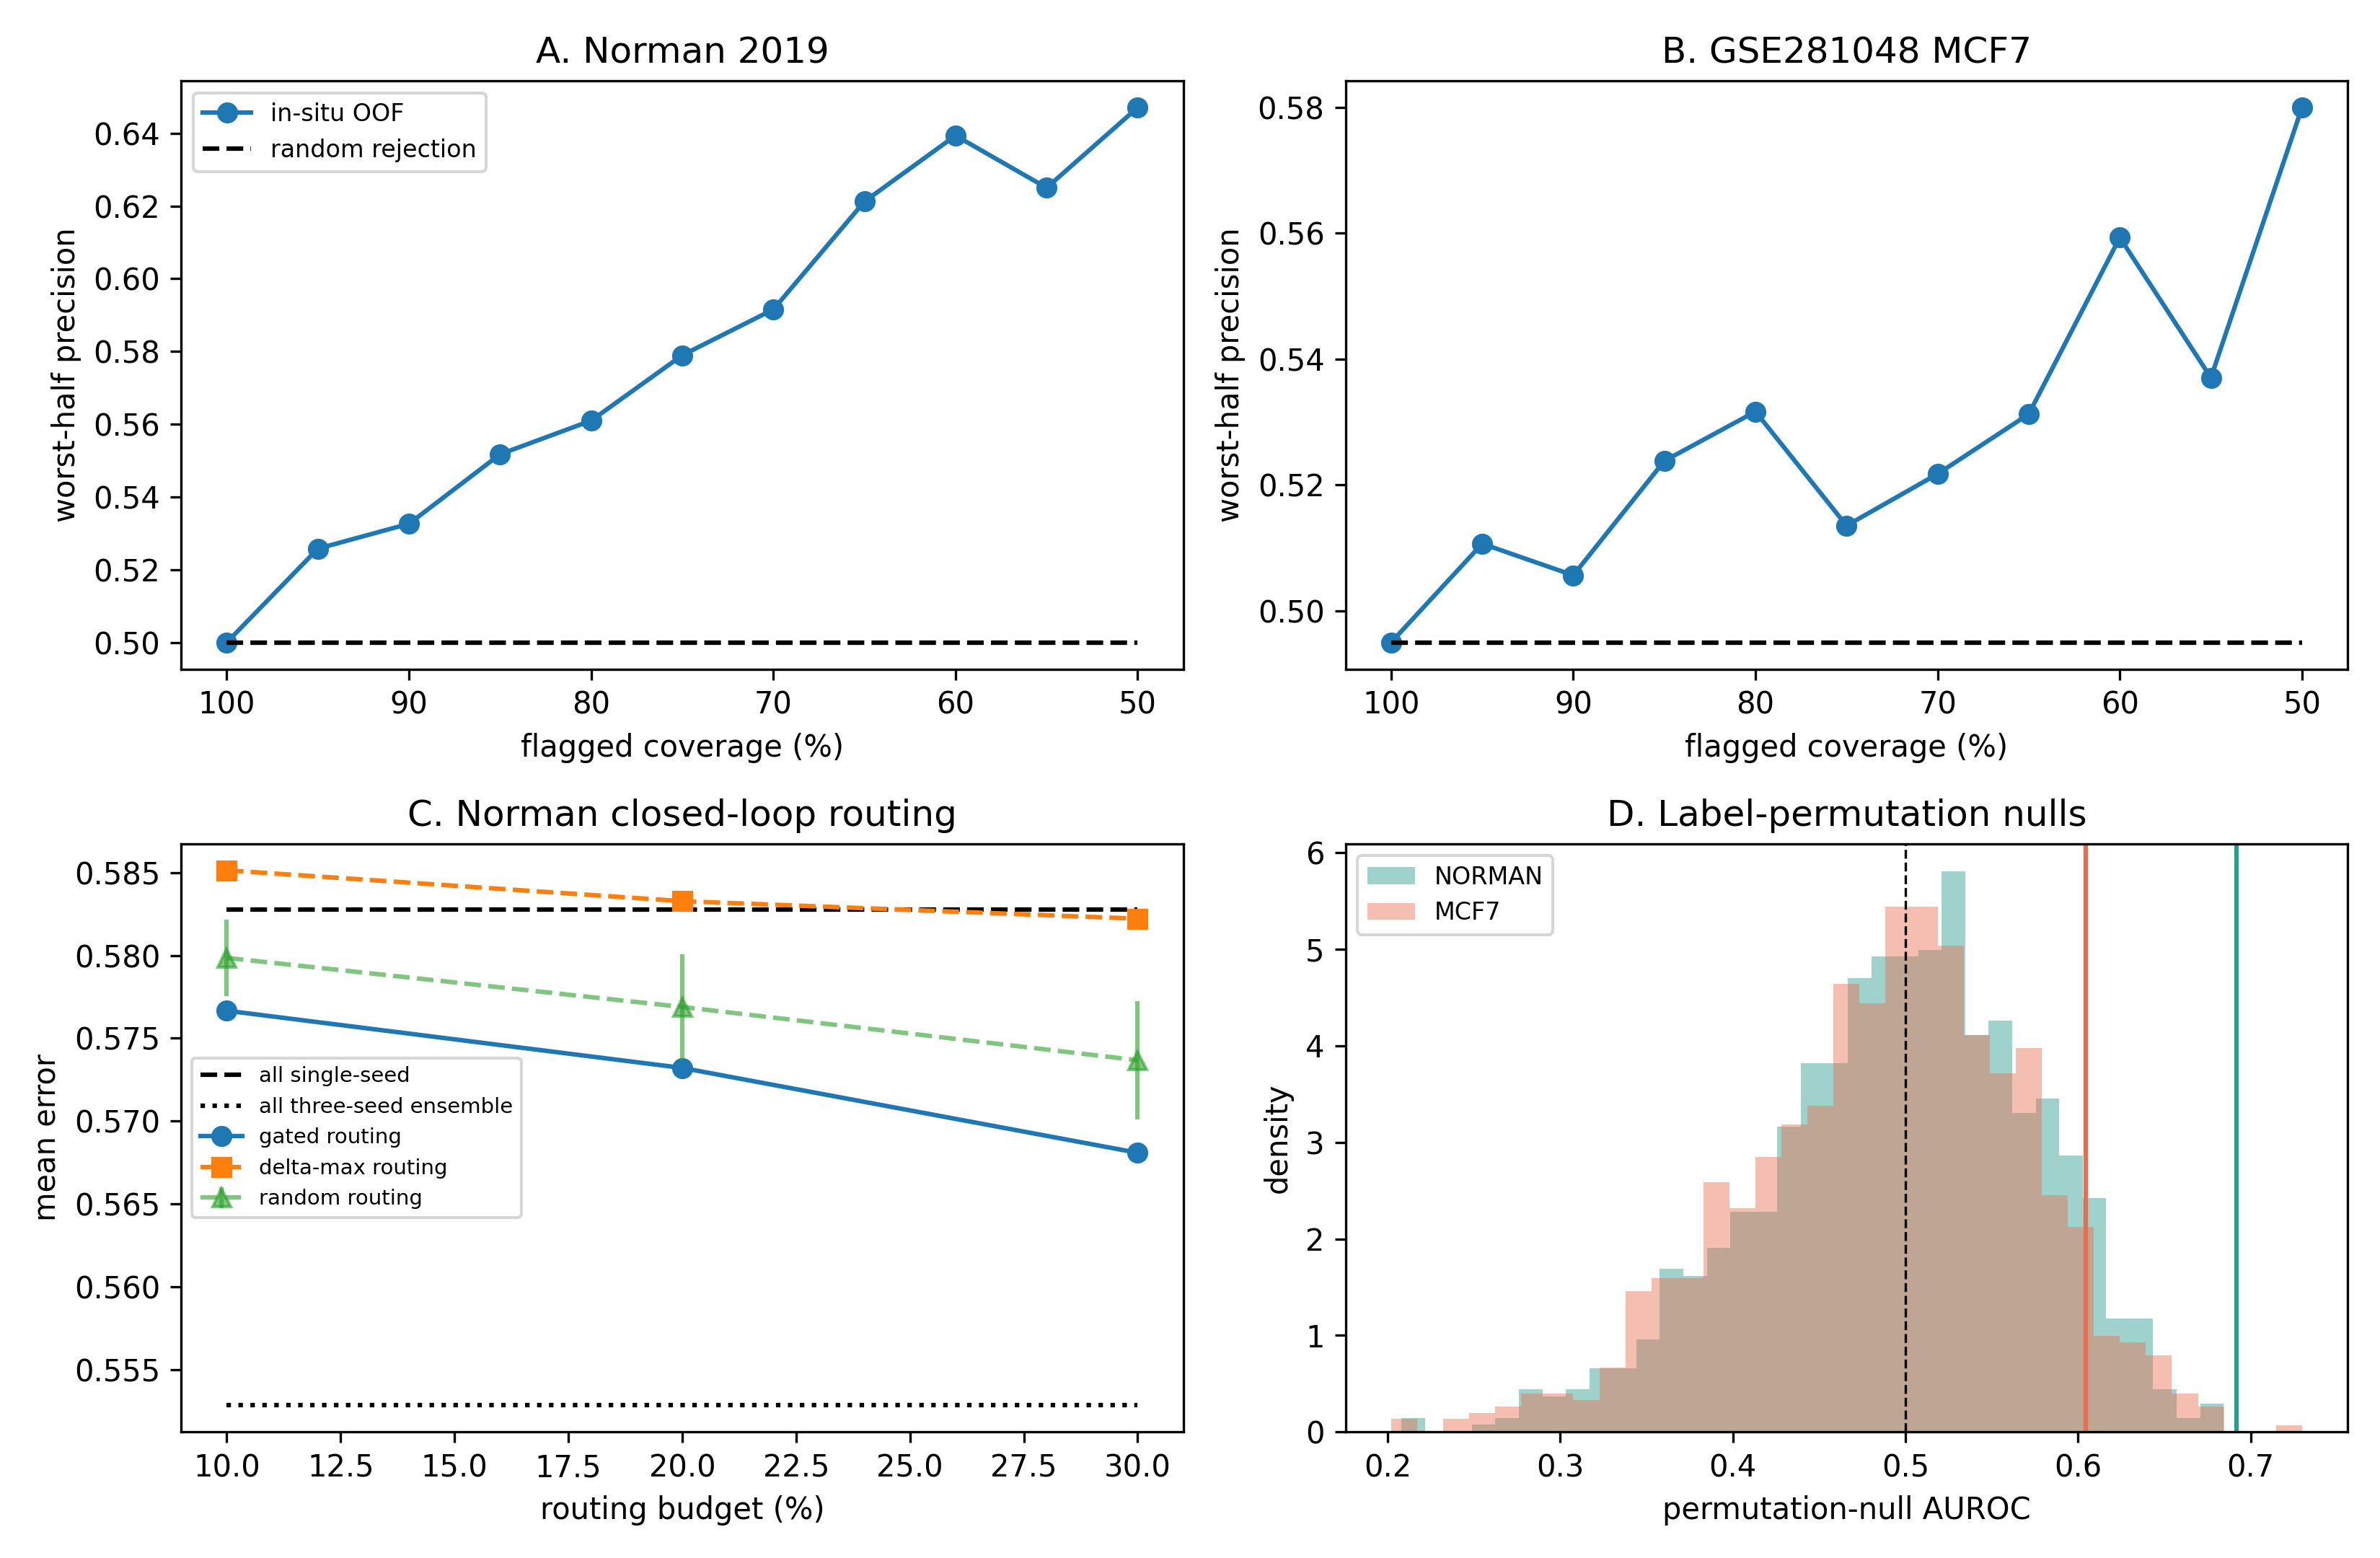 A. Norman 2019
in-situ OOF
random rejection
worst-half precision
0.64
0.62
0.60
0.58
0.56
0.54
0.52
0.50
100 90 80 70 60 50
flagged coverage (%)
B. GSE281048 MCF7
worst-half precision
0.58
0.56
0.54
0.52
0.50
100 90 80 70 60 50
flagged coverage (%)
C. Norman closed-loop routing
mean error
0.585
0.580
0.575
0.570
0.565
0.560
0.555
all single-seed
all three-seed ensemble
gated routing
delta-max routing
random routing
10.0 12.5 15.0 17.5 20.0 22.5 25.0 27.5 30.0
routing budget (%)
D. Label-permutation nulls
NORMAN
MCF7
density
6
5
4
3
2
1
0
0.2 0.3 0.4 0.5 0.6 0.7
permutation-null AUROC